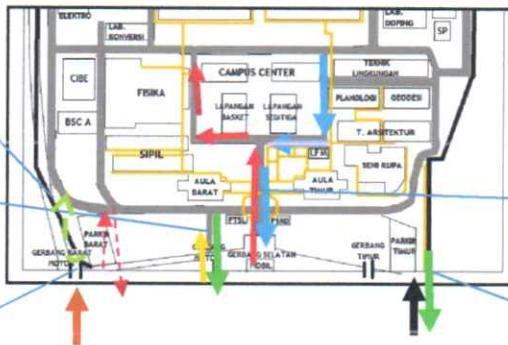 ELEKTRO
LAB.
KONVERSI
LAB.
DOPING
SP
CIBE
FISIKA
CAMPUS CENTER
TEKNIK
LINGKUNGAN
BSC A
LAPANGAN
BASKET
LAPANGAN
SEGITIGA
PLANOLOGI
GEODESI
T. ARSITEKTUR
SIPIL
SENI RUPA
AULA
BARAT
AULA
TIMUR
PARKIR
BARAT
GERBANG BARAT
MOTOR
GERBANG SELATAN
MOBIL
GERBANG
TIMUR
PARKIR
TIMUR